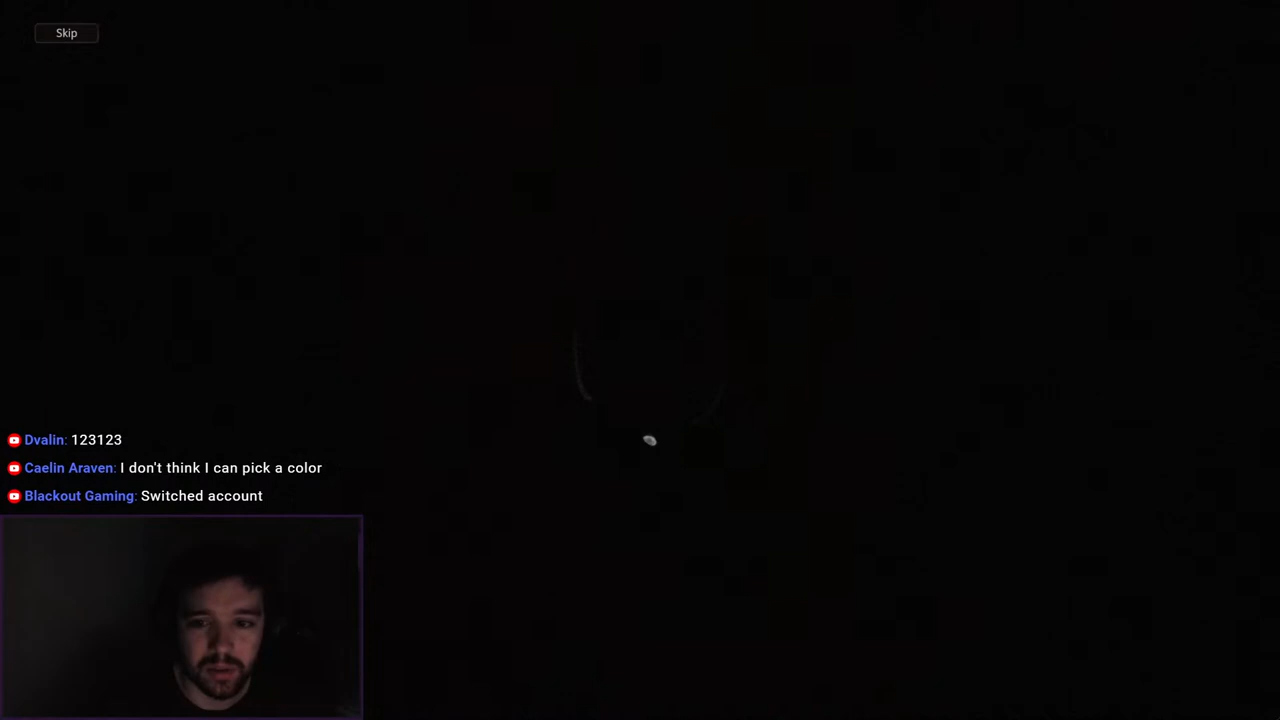 Skip
Dvalin: 123123
Caelin Araven: I don't think I can pick a color
Blackout Gaming: Switched account